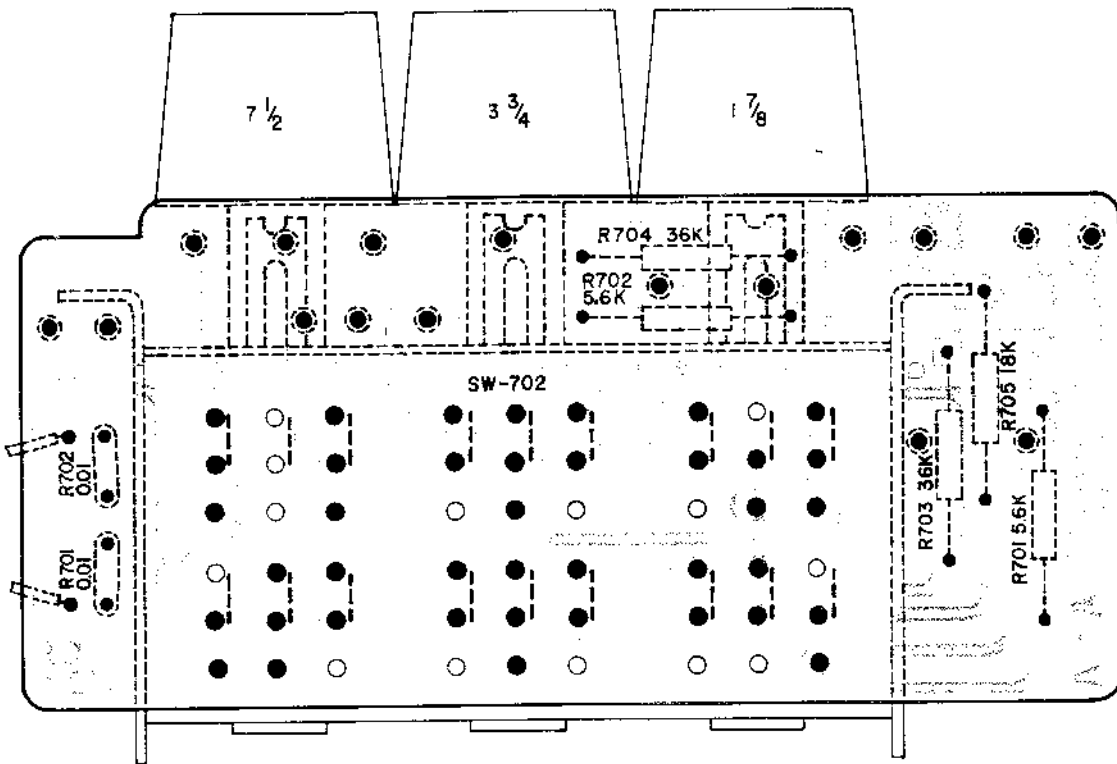 7 1/2
3 3/4
1 7/8
R704 36K
R702
5.6K
SW-702
R705 18K
R703 36K
R701 5.6K
R702
0.01
R701
0.01
A - A